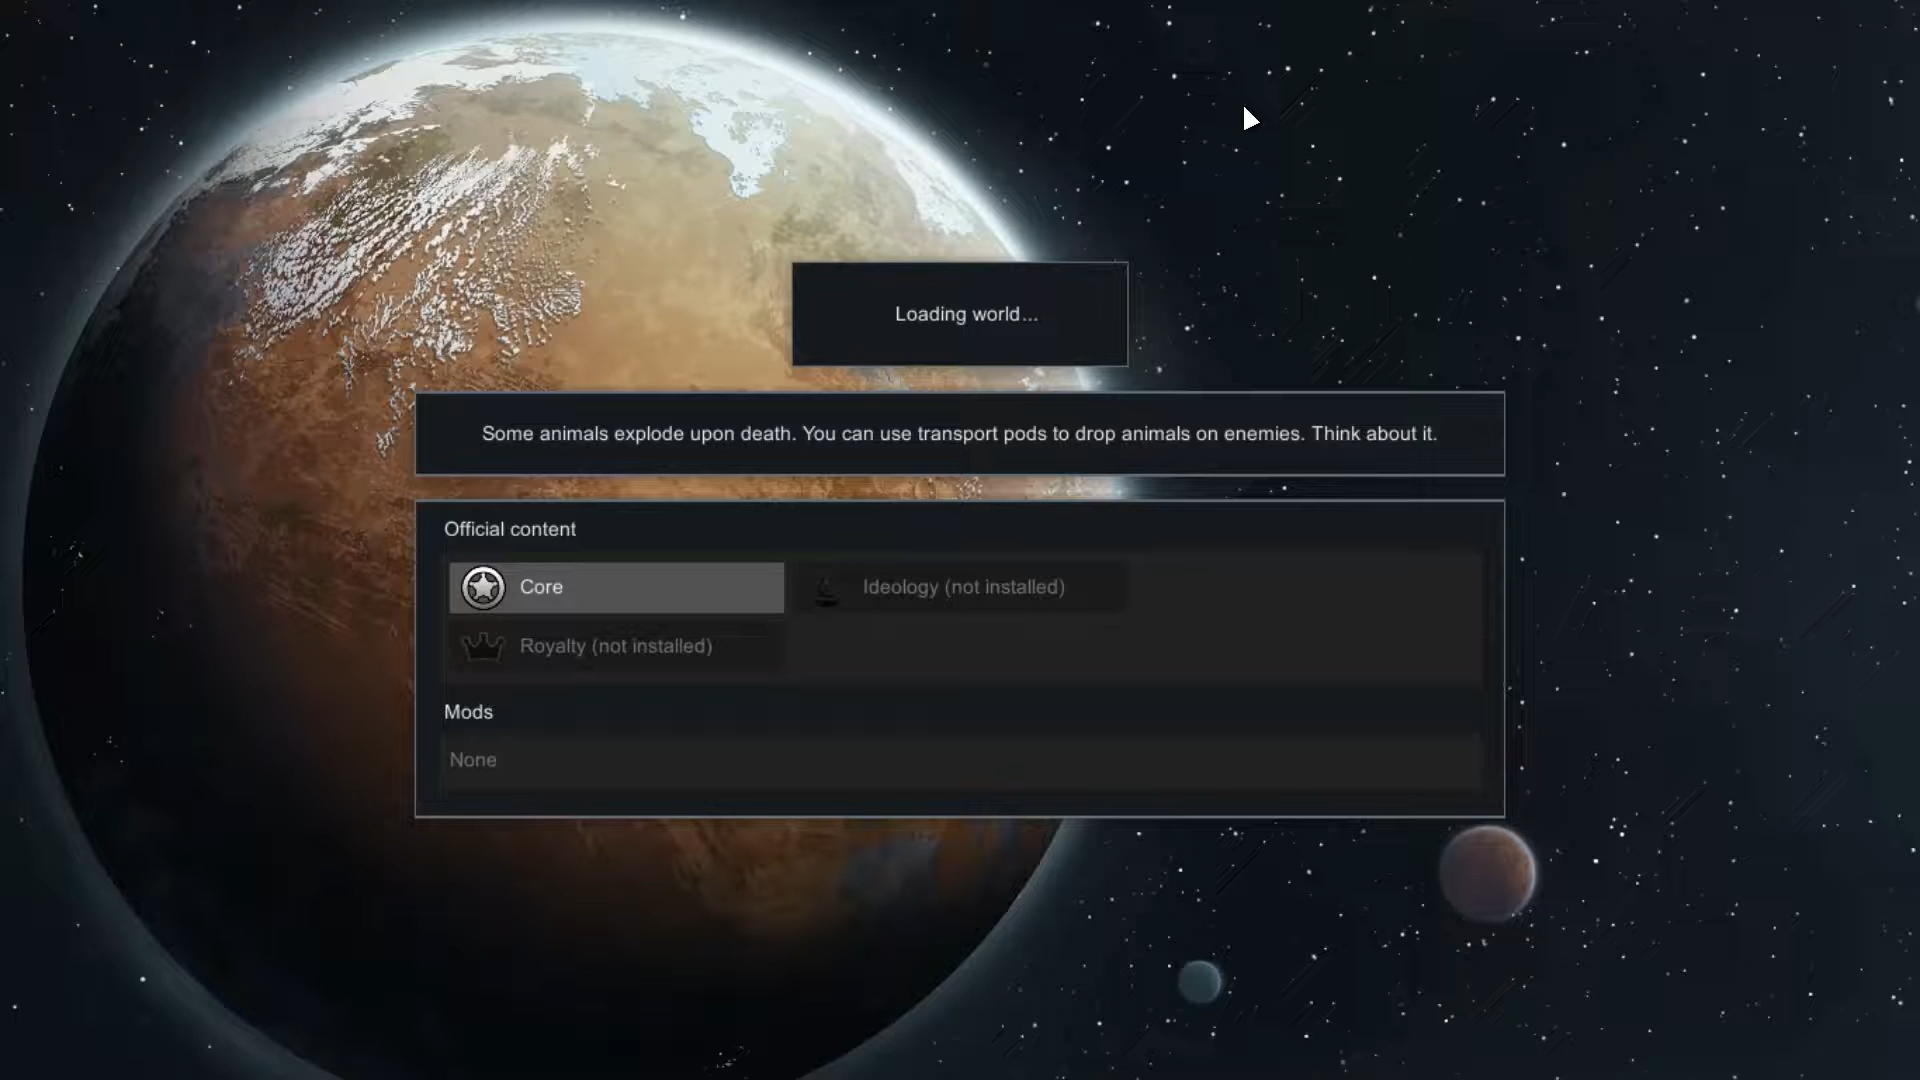 Loading world...
Some animals explode upon death. You can use transport pods to drop animals on enemies. Think about it.
Official content
Core
Ideology (not installed)
Royalty (not installed)
Mods
None